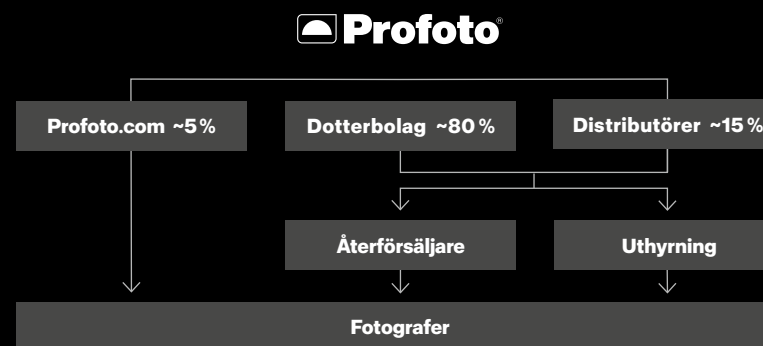 Profoto®
Profoto.com ~5 %
Dotterbolag ~80 %
Distributörer ~15 %
Återförsäljare
Uthyrning
Fotografer